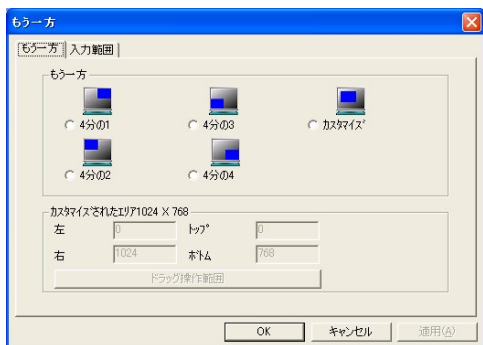 もう一方
もう一方 入力範囲
もう一方
4分の1 4分の3 カスタマイズ
4分の2 4分の4
カスタマイズされたエリア1024 X 768
左 0 トップ 0
右 1024 ボトム 768
ドラッグ操作範囲
OK キャンセル 適用(A)